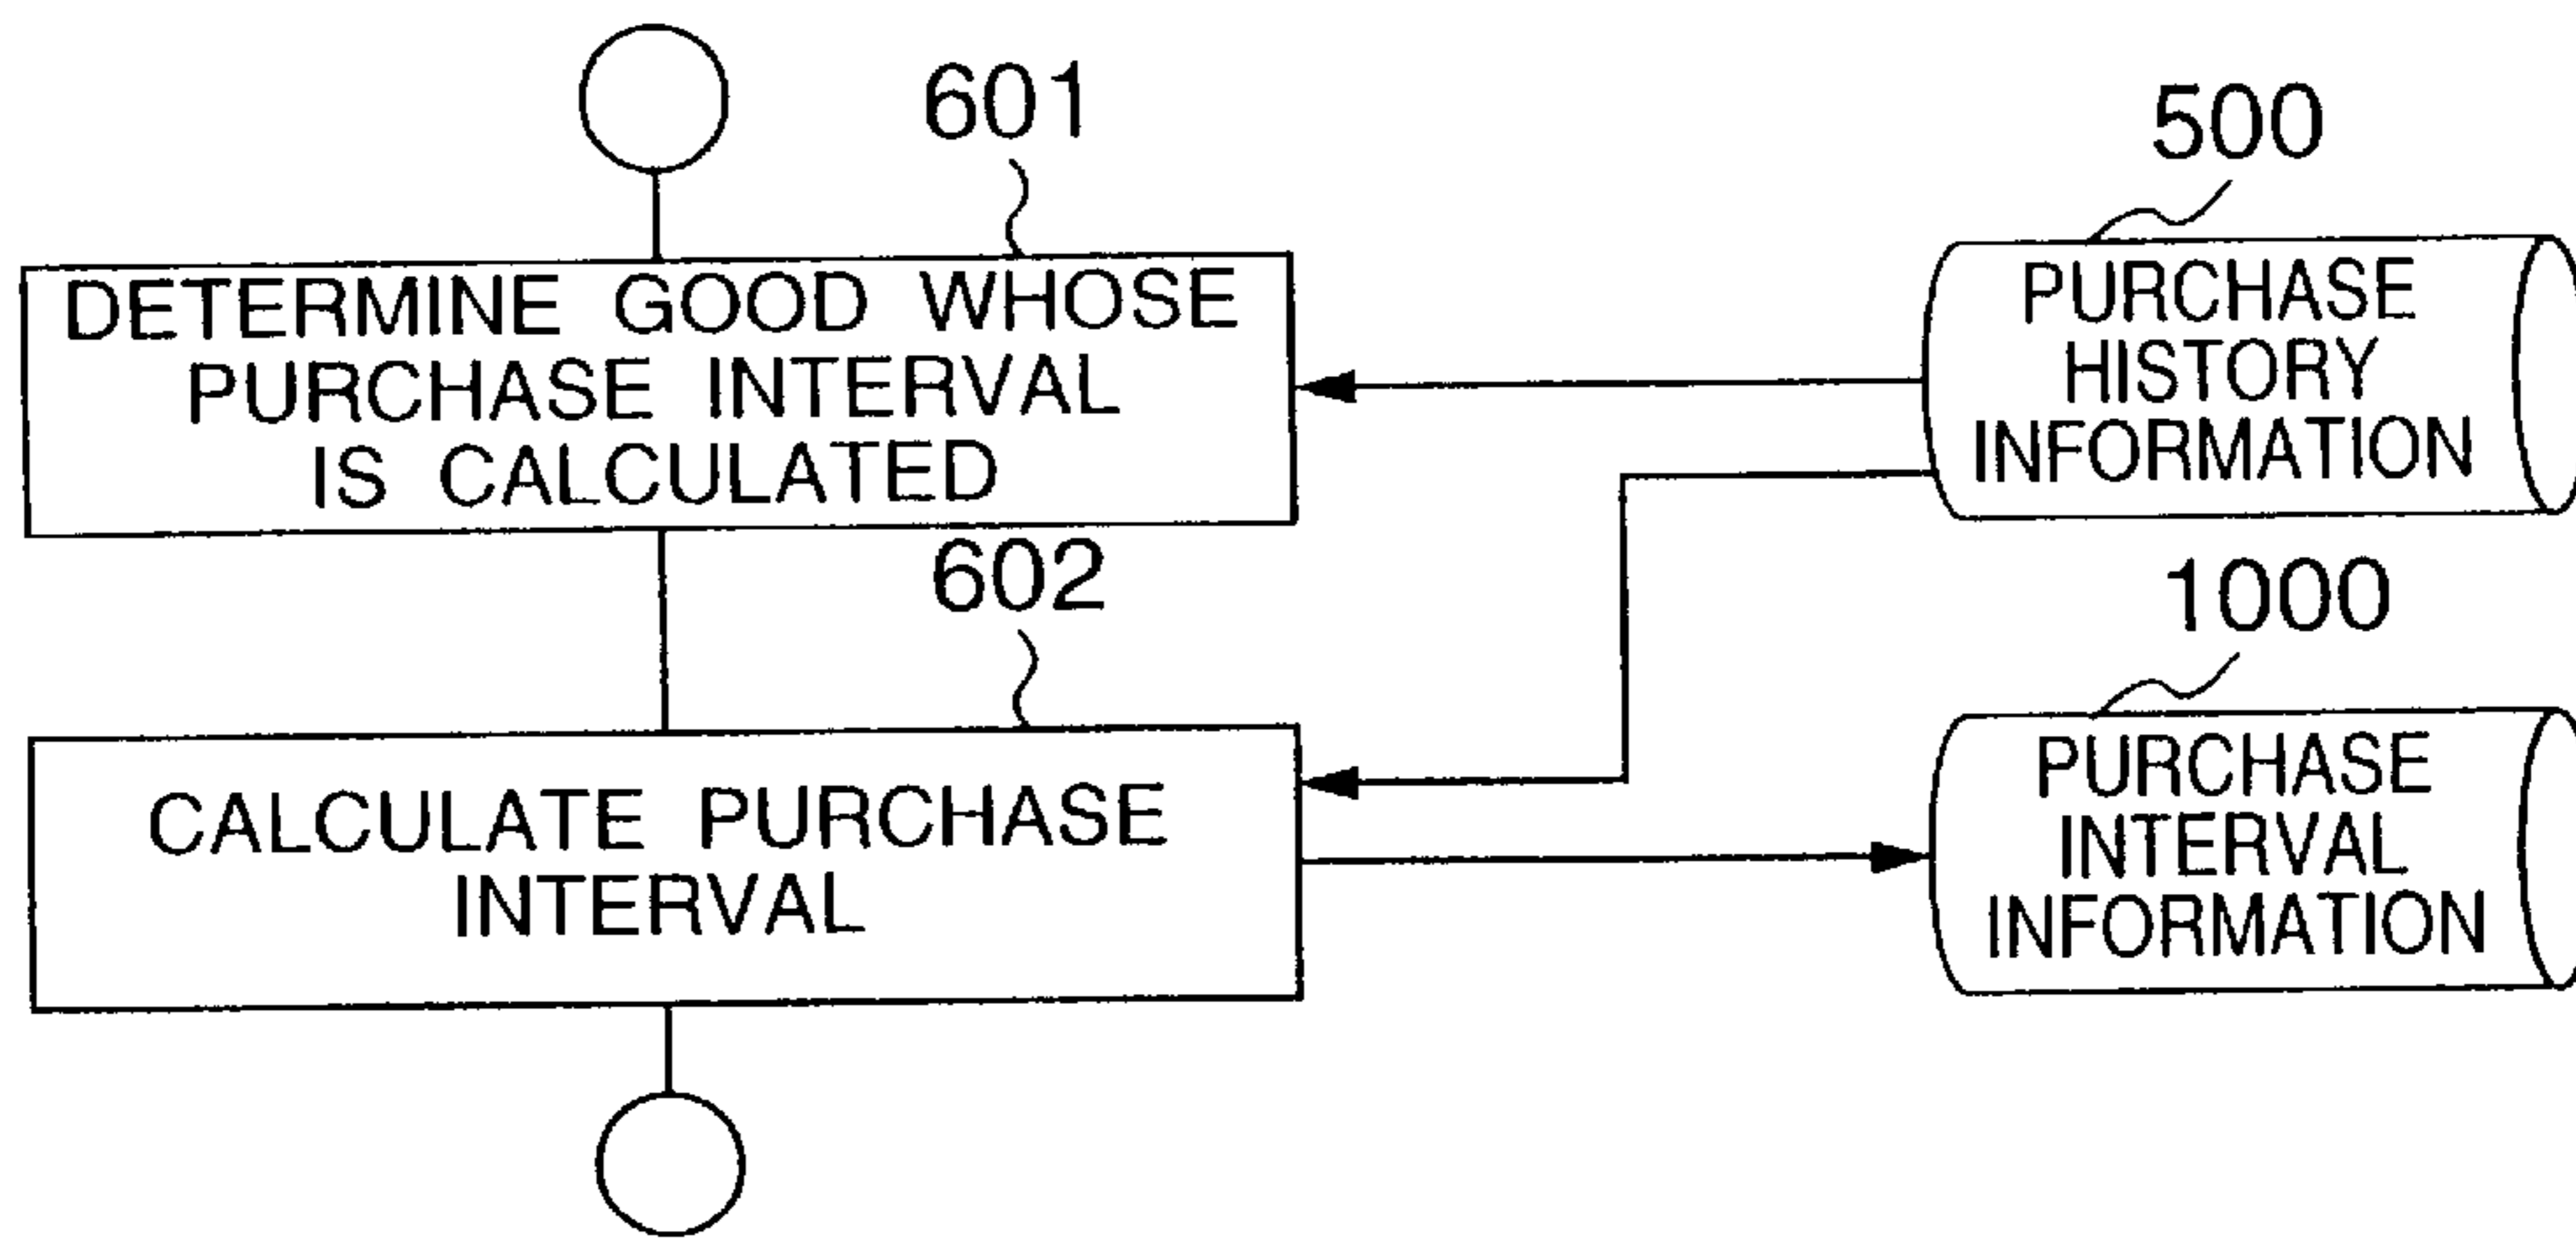 601
DETERMINE GOOD WHOSE
PURCHASE INTERVAL
IS CALCULATED
500
PURCHASE
HISTORY
INFORMATION
602
CALCULATE PURCHASE
INTERVAL
1000
PURCHASE
INTERVAL
INFORMATION